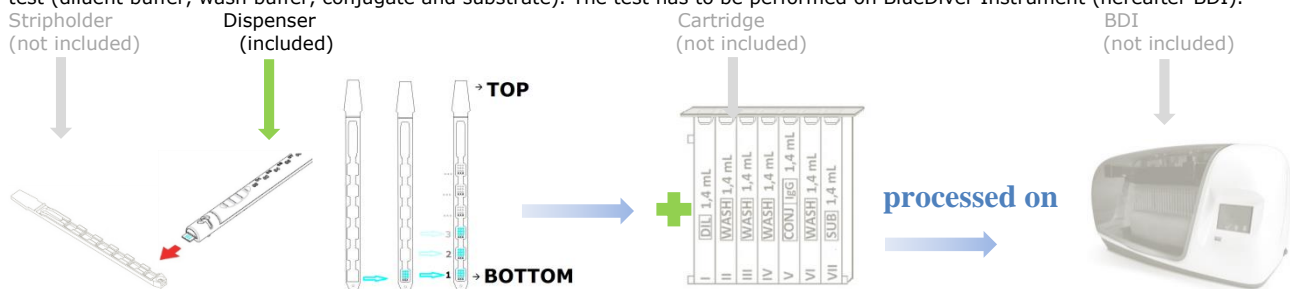 test (diluent buffer, wash buffer, conjugate and substrate). The test has to be performed on BlueDiver Instrument (hereafter BDI).
Stripholder
(not included)
Dispenser
(included)
Cartridge
(not included)
BDI
(not included)
TOP
3
2
1
BOTTOM
I DIL 1,4 mL
II WASH 1,4 mL
III WASH 1,4 mL
IV WASH 1,4 mL
V CONJ IgG 1,4 mL
VI WASH 1,4 mL
VII SUB 1,4 mL
processed on